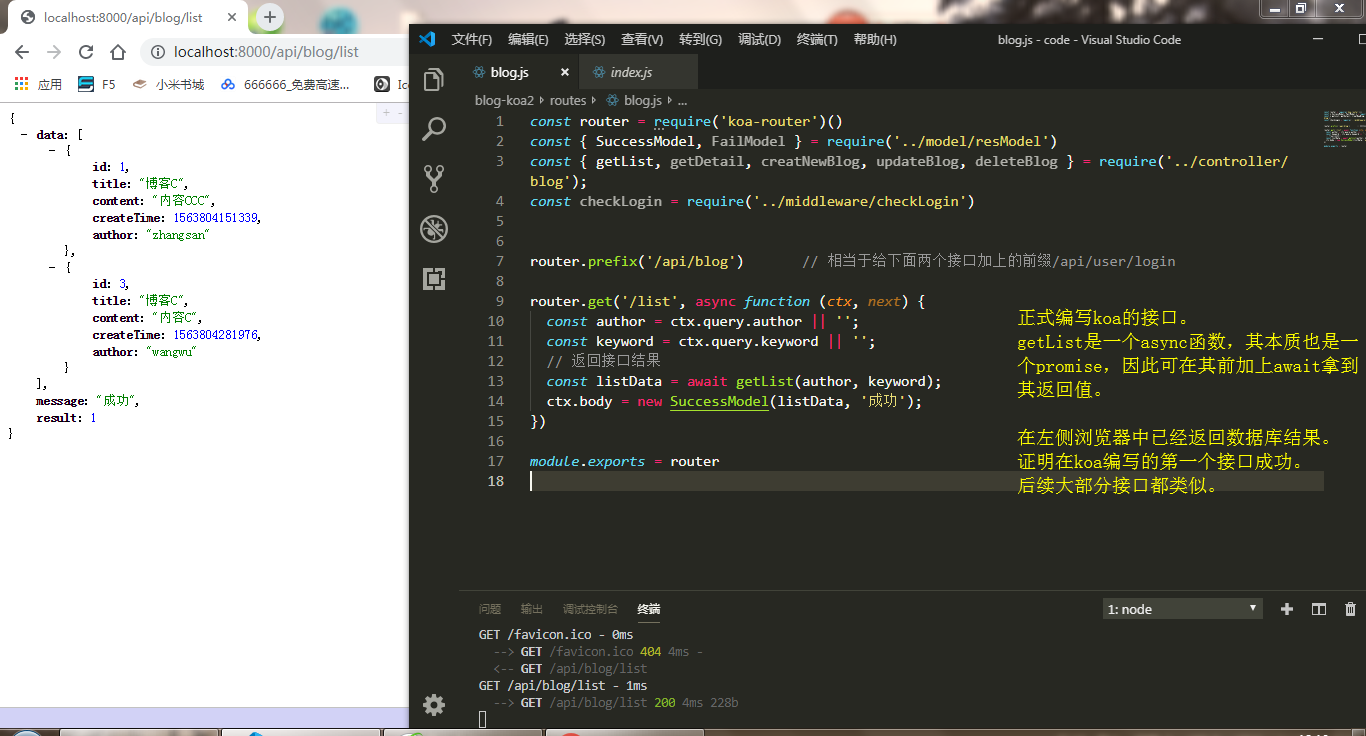 localhost:8000/api/blog/list
localhost:8000/api/blog/list
应用
F5
小米书城
666666_免费高速...
{
data: [
{
id: 1,
title: "博客C",
content: "内容CCC",
createTime: 1563804151339,
author: "zhangsan"
},
{
id: 3,
title: "博客C",
content: "内容C",
createTime: 1563804281976,
author: "wangwu"
}
],
message: "成功",
result: 1
}
文件(F) 编辑(E) 选择(S) 查看(V) 转到(G) 调试(D) 终端(T) 帮助(H) blog.js - code - Visual Studio Code
blog.js index.js
blog-koa2 routes blog.js ...
1 const router = require('koa-router')()
2 const { SuccessModel, FailModel } = require('../model/resModel')
3 const { getList, getDetail, creatNewBlog, updateBlog, deleteBlog } = require('../controller/
blog');
4 const checkLogin = require('../middleware/checkLogin')
5
6
7 router.prefix('/api/blog') // 相当于给下面两个接口加上的前缀/api/user/login
8
9 router.get('/list', async function (ctx, next) {
10 const author = ctx.query.author || '';
11 const keyword = ctx.query.keyword || '';
12 // 返回接口结果
13 const listData = await getList(author, keyword);
14 ctx.body = new SuccessModel(listData, '成功');
15 })
16
17 module.exports = router
18
正式编写koa的接口。
getList是一个async函数，其本质也是一
个promise，因此可在其前加上await拿到
其返回值。
在左侧浏览器中已经返回数据库结果。
证明在koa编写的第一个接口成功。
后续大部分接口都类似。
问题 输出 调试控制台 终端 1: node
GET /favicon.ico - 0ms
--> GET /favicon.ico 404 4ms -
<-- GET /api/blog/list
GET /api/blog/list - 1ms
--> GET /api/blog/list 200 4ms 228b